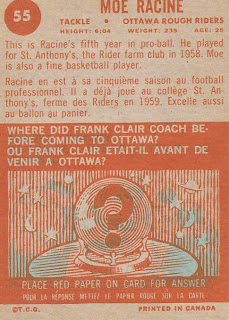 55
MOE RACINE
TACKLE • OTTAWA ROUGH RIDERS
HEIGHT: 6;04 WEIGHT: 235 AGE: 25
This is Racine's fifth year in pro-ball. He played
for St. Anthony's, the Rider farm club in 1958. Moe
is also a fine basketball player.
Racine en est à sa cinquième saison au football
professionnel. Il a déjà joué au collège St. An-
thony's, ferme des Riders en 1959. Excelle aussi
au ballon au panier.
WHERE DID FRANK CLAIR COACH BE-
FORE COMING TO OTTAWA?
OU FRANK CLAIR ETAIT-IL AVANT DE
VENIR A OTTAWA?
?
PLACE RED PAPER ON CARD FOR ANSWER
POUR LA RÉPONSE METTEZ LE PAPIER ROUGE SUR LA CARTE
©T.C.G. PRINTED IN CANADA